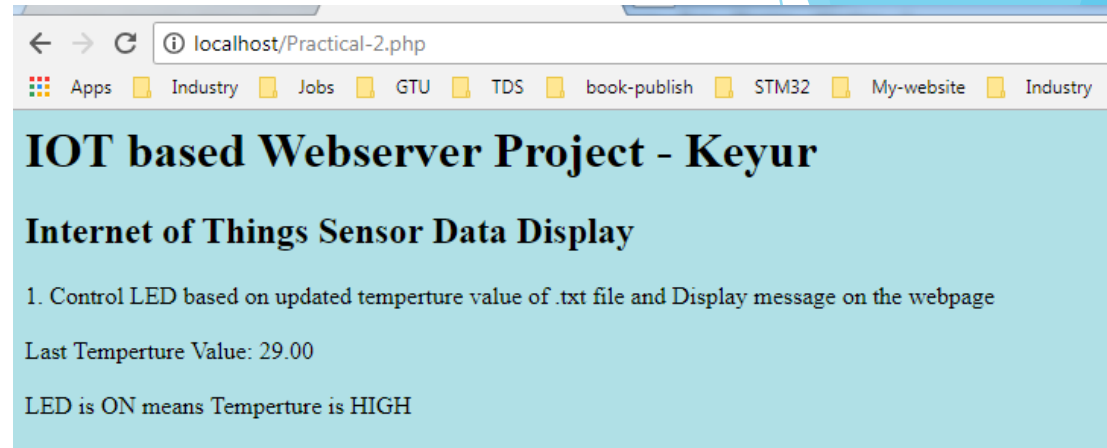 localhost/Practical-2.php
Apps Industry Jobs GTU TDS book-publish STM32 My-website Industry
IOT based Webserver Project - Keyur
Internet of Things Sensor Data Display
1. Control LED based on updated temperture value of .txt file and Display message on the webpage
Last Temperture Value: 29.00
LED is ON means Temperture is HIGH